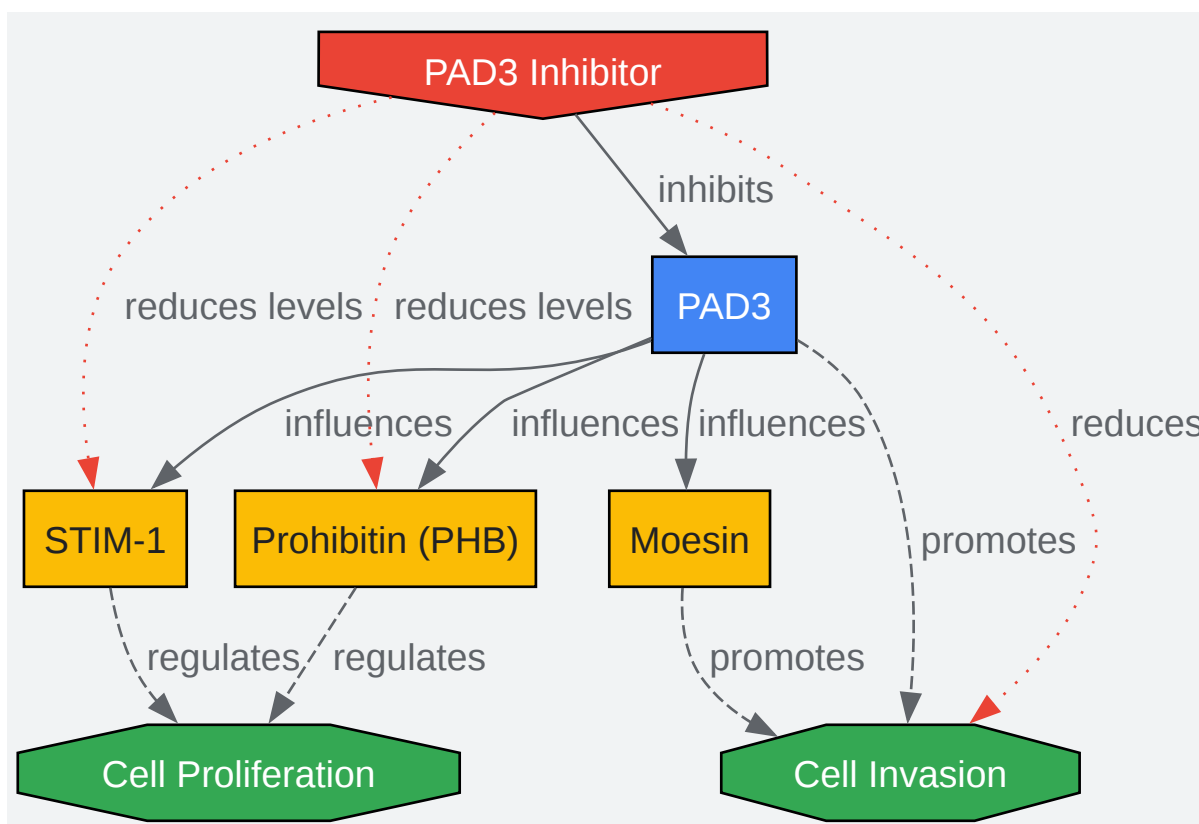 PAD3 Inhibitor
inhibits
reduces levels
reduces levels
PAD3
influences
influences
influences
reduces
STIM-1
Prohibitin (PHB)
Moesin
promotes
regulates
regulates
promotes
Cell Proliferation
Cell Invasion